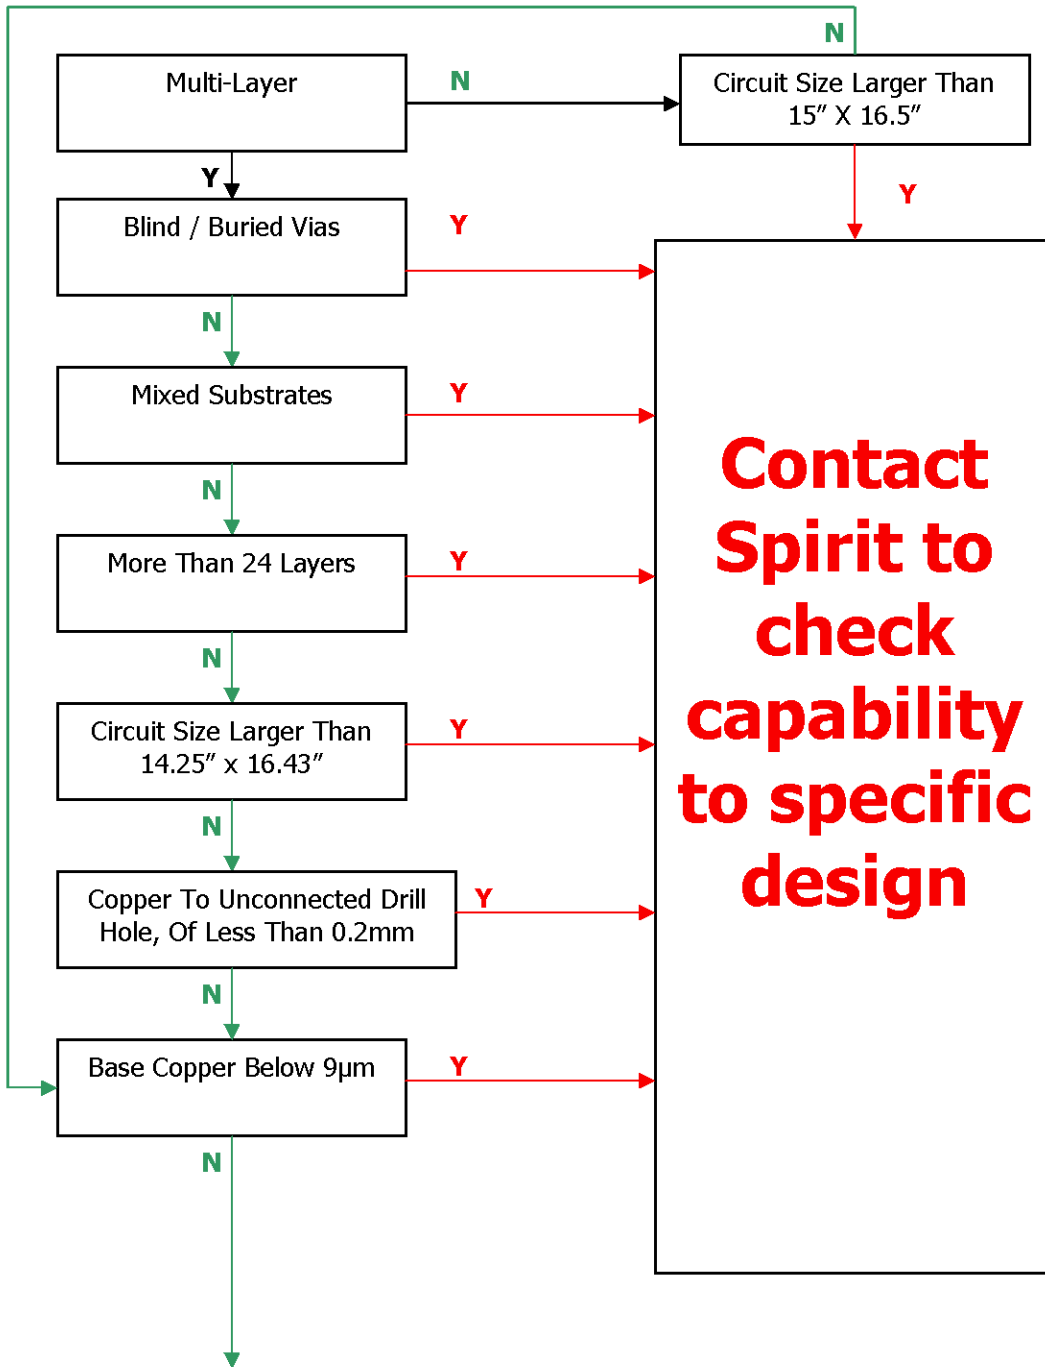 N
Multi-Layer
N
Circuit Size Larger Than
15” X 16.5”
Y
Y
Blind / Buried Vias
Y
N
Mixed Substrates
Y
N
More Than 24 Layers
Y
N
Circuit Size Larger Than
14.25” x 16.43”
Y
N
Copper To Unconnected Drill
Hole, Of Less Than 0.2mm
Y
N
Base Copper Below 9µm
Y
N
Contact
Spirit to
check
capability
to specific
design